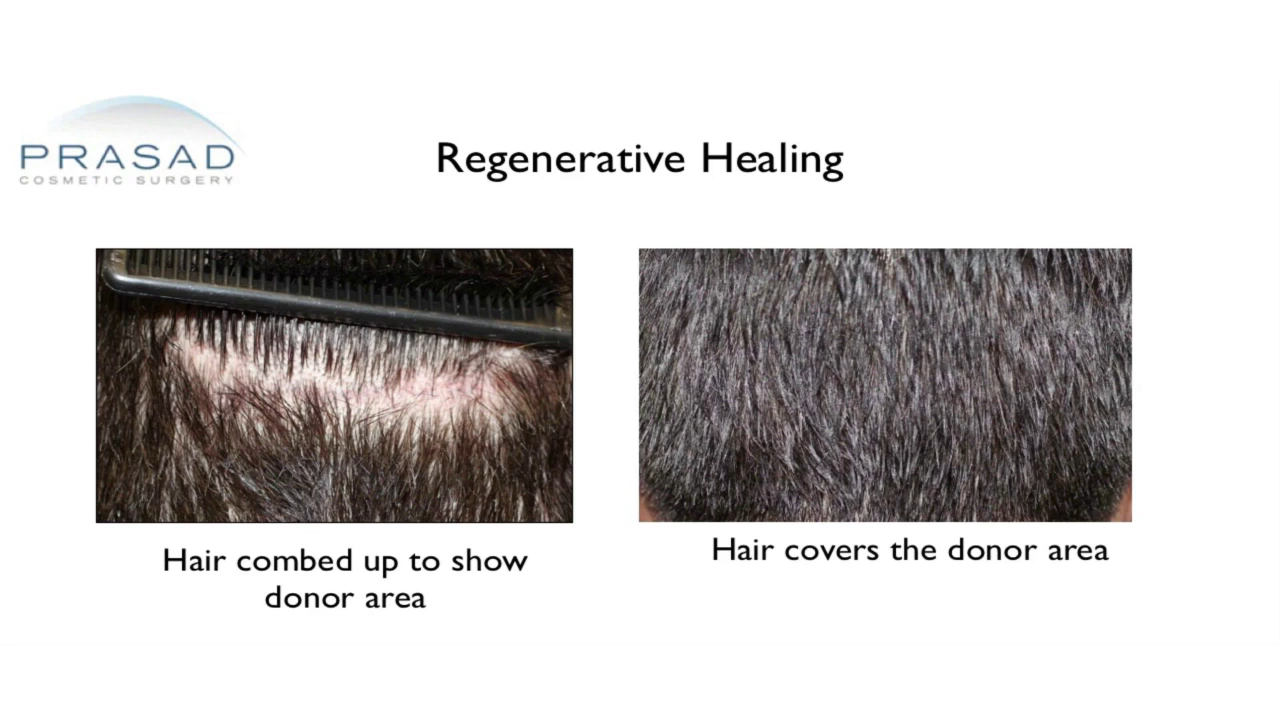 PRASAD
COSMETIC SURGERY
Regenerative Healing
Hair combed up to show
donor area
Hair covers the donor area